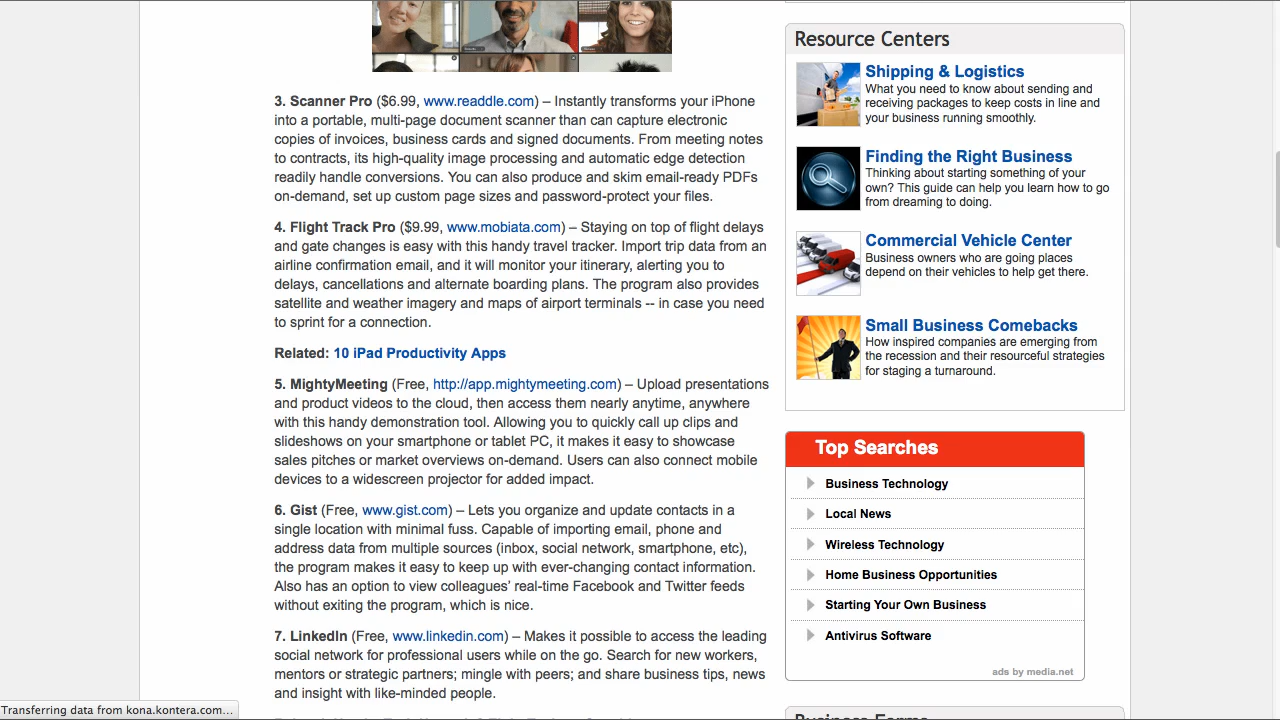 3. Scanner Pro ($6.99, www.readdle.com) – Instantly transforms your iPhone
into a portable, multi-page document scanner than can capture electronic
copies of invoices, business cards and signed documents. From meeting notes
to contracts, its high-quality image processing and automatic edge detection
readily handle conversions. You can also produce and skim email-ready PDFs
on-demand, set up custom page sizes and password-protect your files.
4. Flight Track Pro ($9.99, www.mobiata.com) – Staying on top of flight delays
and gate changes is easy with this handy travel tracker. Import trip data from an
airline confirmation email, and it will monitor your itinerary, alerting you to
delays, cancellations and alternate boarding plans. The program also provides
satellite and weather imagery and maps of airport terminals -- in case you need
to sprint for a connection.
Related: 10 iPad Productivity Apps
5. MightyMeeting (Free, http://app.mightymeeting.com) – Upload presentations
and product videos to the cloud, then access them nearly anytime, anywhere
with this handy demonstration tool. Allowing you to quickly call up clips and
slideshows on your smartphone or tablet PC, it makes it easy to showcase
sales pitches or market overviews on-demand. Users can also connect mobile
devices to a widescreen projector for added impact.
6. Gist (Free, www.gist.com) – Lets you organize and update contacts in a
single location with minimal fuss. Capable of importing email, phone and
address data from multiple sources (inbox, social network, smartphone, etc),
the program makes it easy to keep up with ever-changing contact information.
Also has an option to view colleagues' real-time Facebook and Twitter feeds
without exiting the program, which is nice.
7. LinkedIn (Free, www.linkedin.com) – Makes it possible to access the leading
social network for professional users while on the go. Search for new workers,
mentors or strategic partners; mingle with peers; and share business tips, news
and insight with like-minded people.
Resource Centers
Shipping & Logistics
What you need to know about sending and
receiving packages to keep costs in line and
your business running smoothly.
Finding the Right Business
Thinking about starting something of your
own? This guide can help you learn how to go
from dreaming to doing.
Commercial Vehicle Center
Business owners who are going places
depend on their vehicles to help get there.
Small Business Comebacks
How inspired companies are emerging from
the recession and their resourceful strategies
for staging a turnaround.
Top Searches
Business Technology
Local News
Wireless Technology
Home Business Opportunities
Starting Your Own Business
Antivirus Software
ads by media.net
Business Forms
Transferring data from kona.kontera.com...